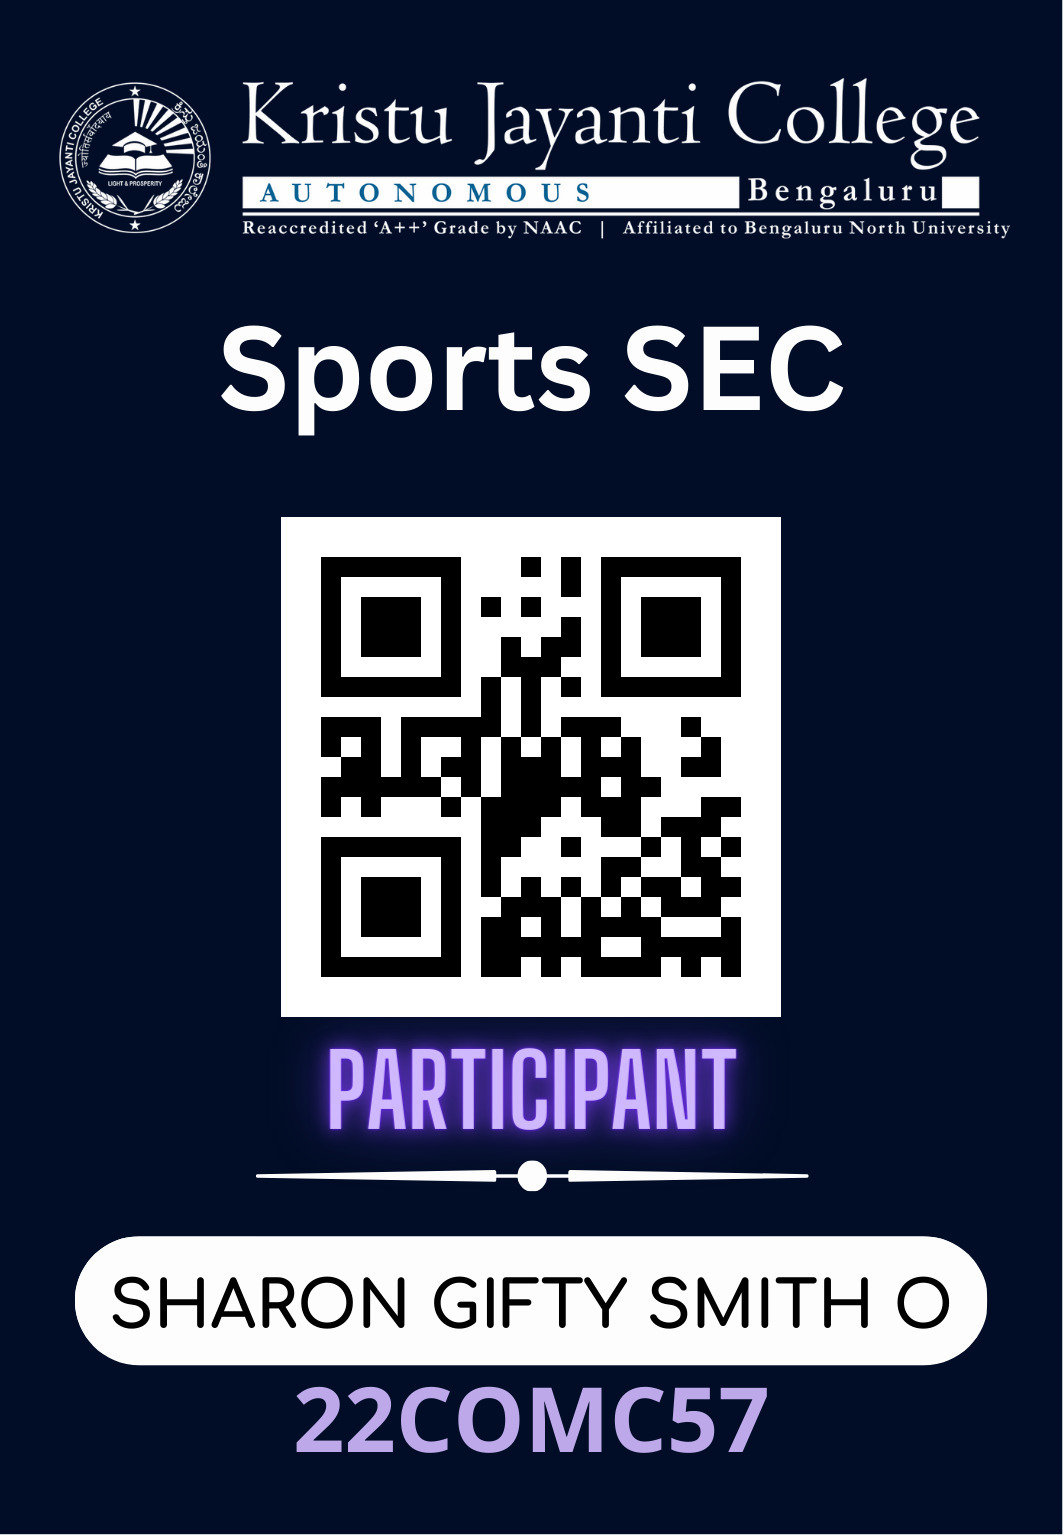 KRISTU JAYANTI COLLEGE
ಕ್ರಿಸ್ತು ಜಯಂತಿ ಕಾಲೇಜು
LIGHT & PROSPERITY
Kristu Jayanti College
AUTONOMOUS Bengaluru
Reaccredited ‘A++’ Grade by NAAC | Affiliated to Bengaluru North University
Sports SEC
PARTICIPANT
SHARON GIFTY SMITH O
22COMC57